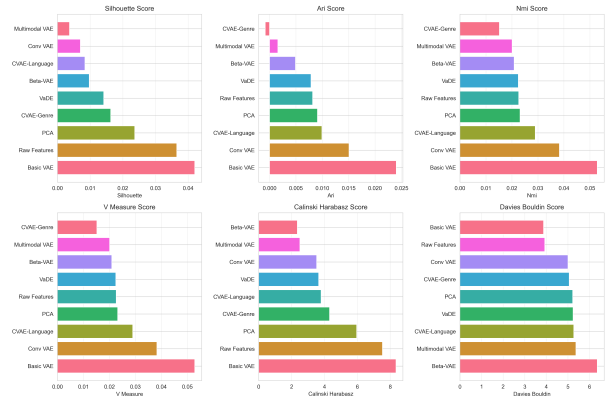 Silhouette Score
Multimodal VAE
Conv VAE
CVAE-Language
Beta-VAE
VaDE
CVAE-Genre
PCA
Raw Features
Basic VAE
0.00 0.01 0.02 0.03 0.04
Silhouette
Ari Score
CVAE-Genre
Multimodal VAE
Beta-VAE
VaDE
Raw Features
PCA
CVAE-Language
Conv VAE
Basic VAE
0.000 0.005 0.010 0.015 0.020 0.025
Ari
Nmi Score
CVAE-Genre
Multimodal VAE
Beta-VAE
VaDE
Raw Features
PCA
CVAE-Language
Conv VAE
Basic VAE
0.00 0.01 0.02 0.03 0.04 0.05
Nmi
V Measure Score
CVAE-Genre
Multimodal VAE
Beta-VAE
VaDE
Raw Features
PCA
CVAE-Language
Conv VAE
Basic VAE
0.00 0.01 0.02 0.03 0.04 0.05
V Measure
Calinski Harabasz Score
Beta-VAE
Multimodal VAE
Conv VAE
VaDE
CVAE-Language
CVAE-Genre
PCA
Raw Features
Basic VAE
0 2 4 6 8
Calinski Harabasz
Davies Bouldin Score
Basic VAE
Raw Features
Conv VAE
CVAE-Genre
PCA
VaDE
CVAE-Language
Multimodal VAE
Beta-VAE
0 1 2 3 4 5 6
Davies Bouldin